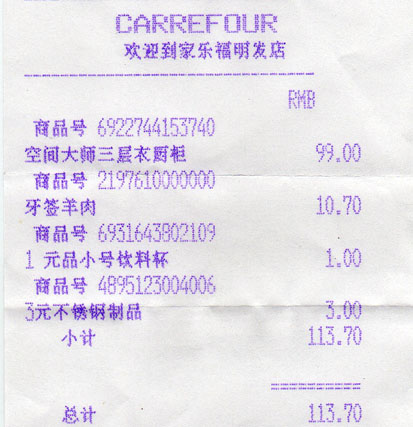 CARREFOUR
欢迎到家乐福明发店
RMB
商品号 6922744153740
空间大师三层衣厨柜 99.00
商品号 2197610000000
牙签羊肉 10.70
商品号 6931643802109
1 元品小号饮料杯 1.00
商品号 4895123004006
3元不锈钢制品 3.00
小计 113.70
总计 113.70